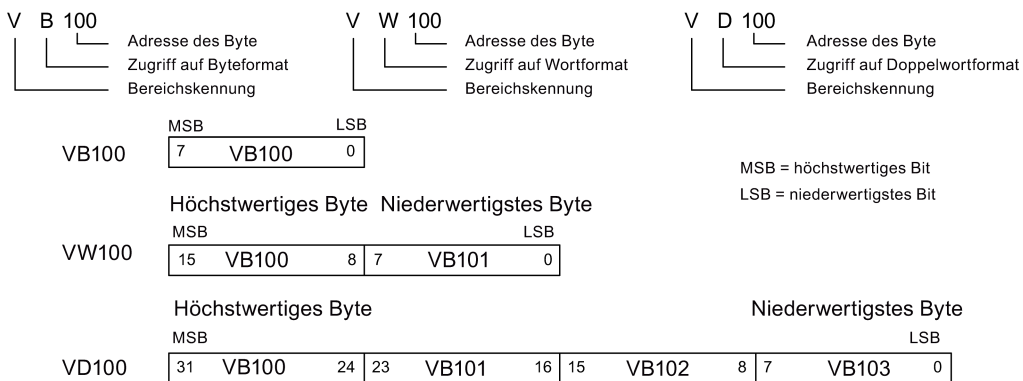 V B 100 V W 100 V D 100
Adresse des Byte Adresse des Byte Adresse des Byte
Zugriff auf Byteformat Zugriff auf Wortformat Zugriff auf Doppelwortformat
Bereichskennung Bereichskennung Bereichskennung
MSB LSB
VB100 7 VB100 0
MSB = höchstwertiges Bit
LSB = niederwertigstes Bit
Höchstwertiges Byte Niederwertigstes Byte
MSB LSB
VW100 15 VB100 8 7 VB101 0
Höchstwertiges Byte Niederwertigstes Byte
MSB LSB
VD100 31 VB100 24 23 VB101 16 15 VB102 8 7 VB103 0